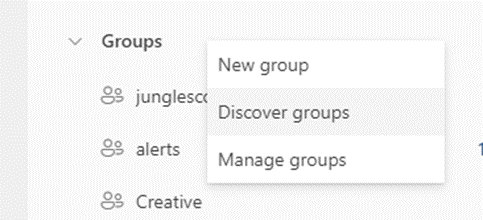 Groups
New group
junglesc
Discover groups
alerts
Manage groups
Creative